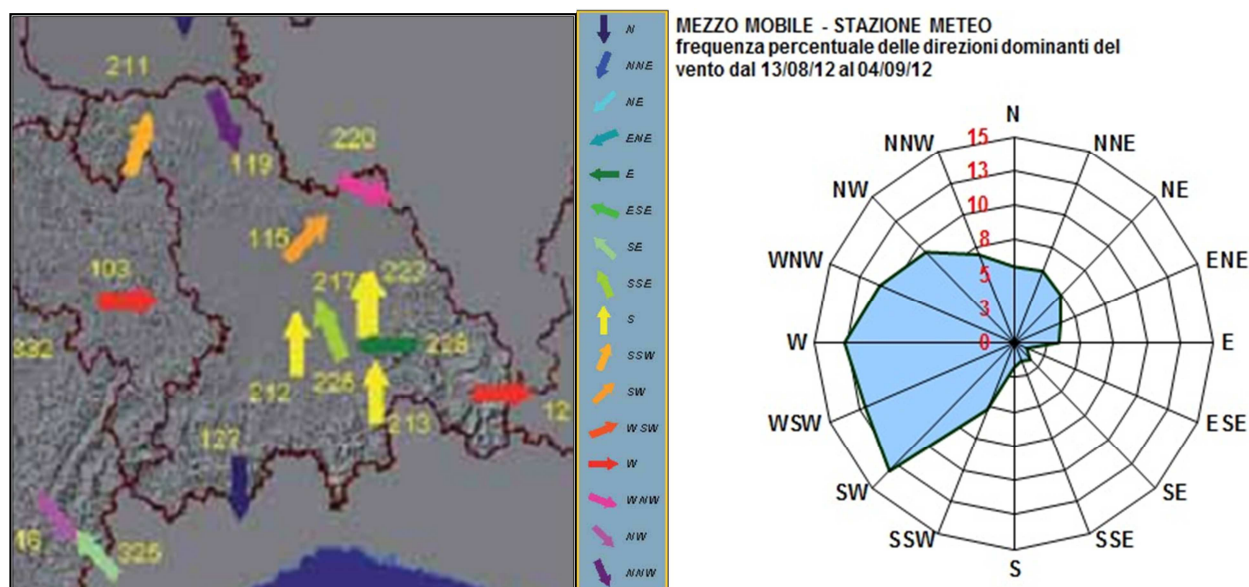 211
119
220
115
103
217
222
332
228
226
212
213
12
127
16
325
N
NNE
NE
ENE
E
ESE
SE
SSE
S
SSW
SW
WSW
W
WNW
NW
NNW
MEZZO MOBILE - STAZIONE METEO
frequenza percentuale delle direzioni dominanti del
vento dal 13/08/12 al 04/09/12
N
NNE
NE
ENE
E
ESE
SE
SSE
S
SSW
SW
WSW
W
WNW
NW
NNW
15
13
10
8
5
3
0